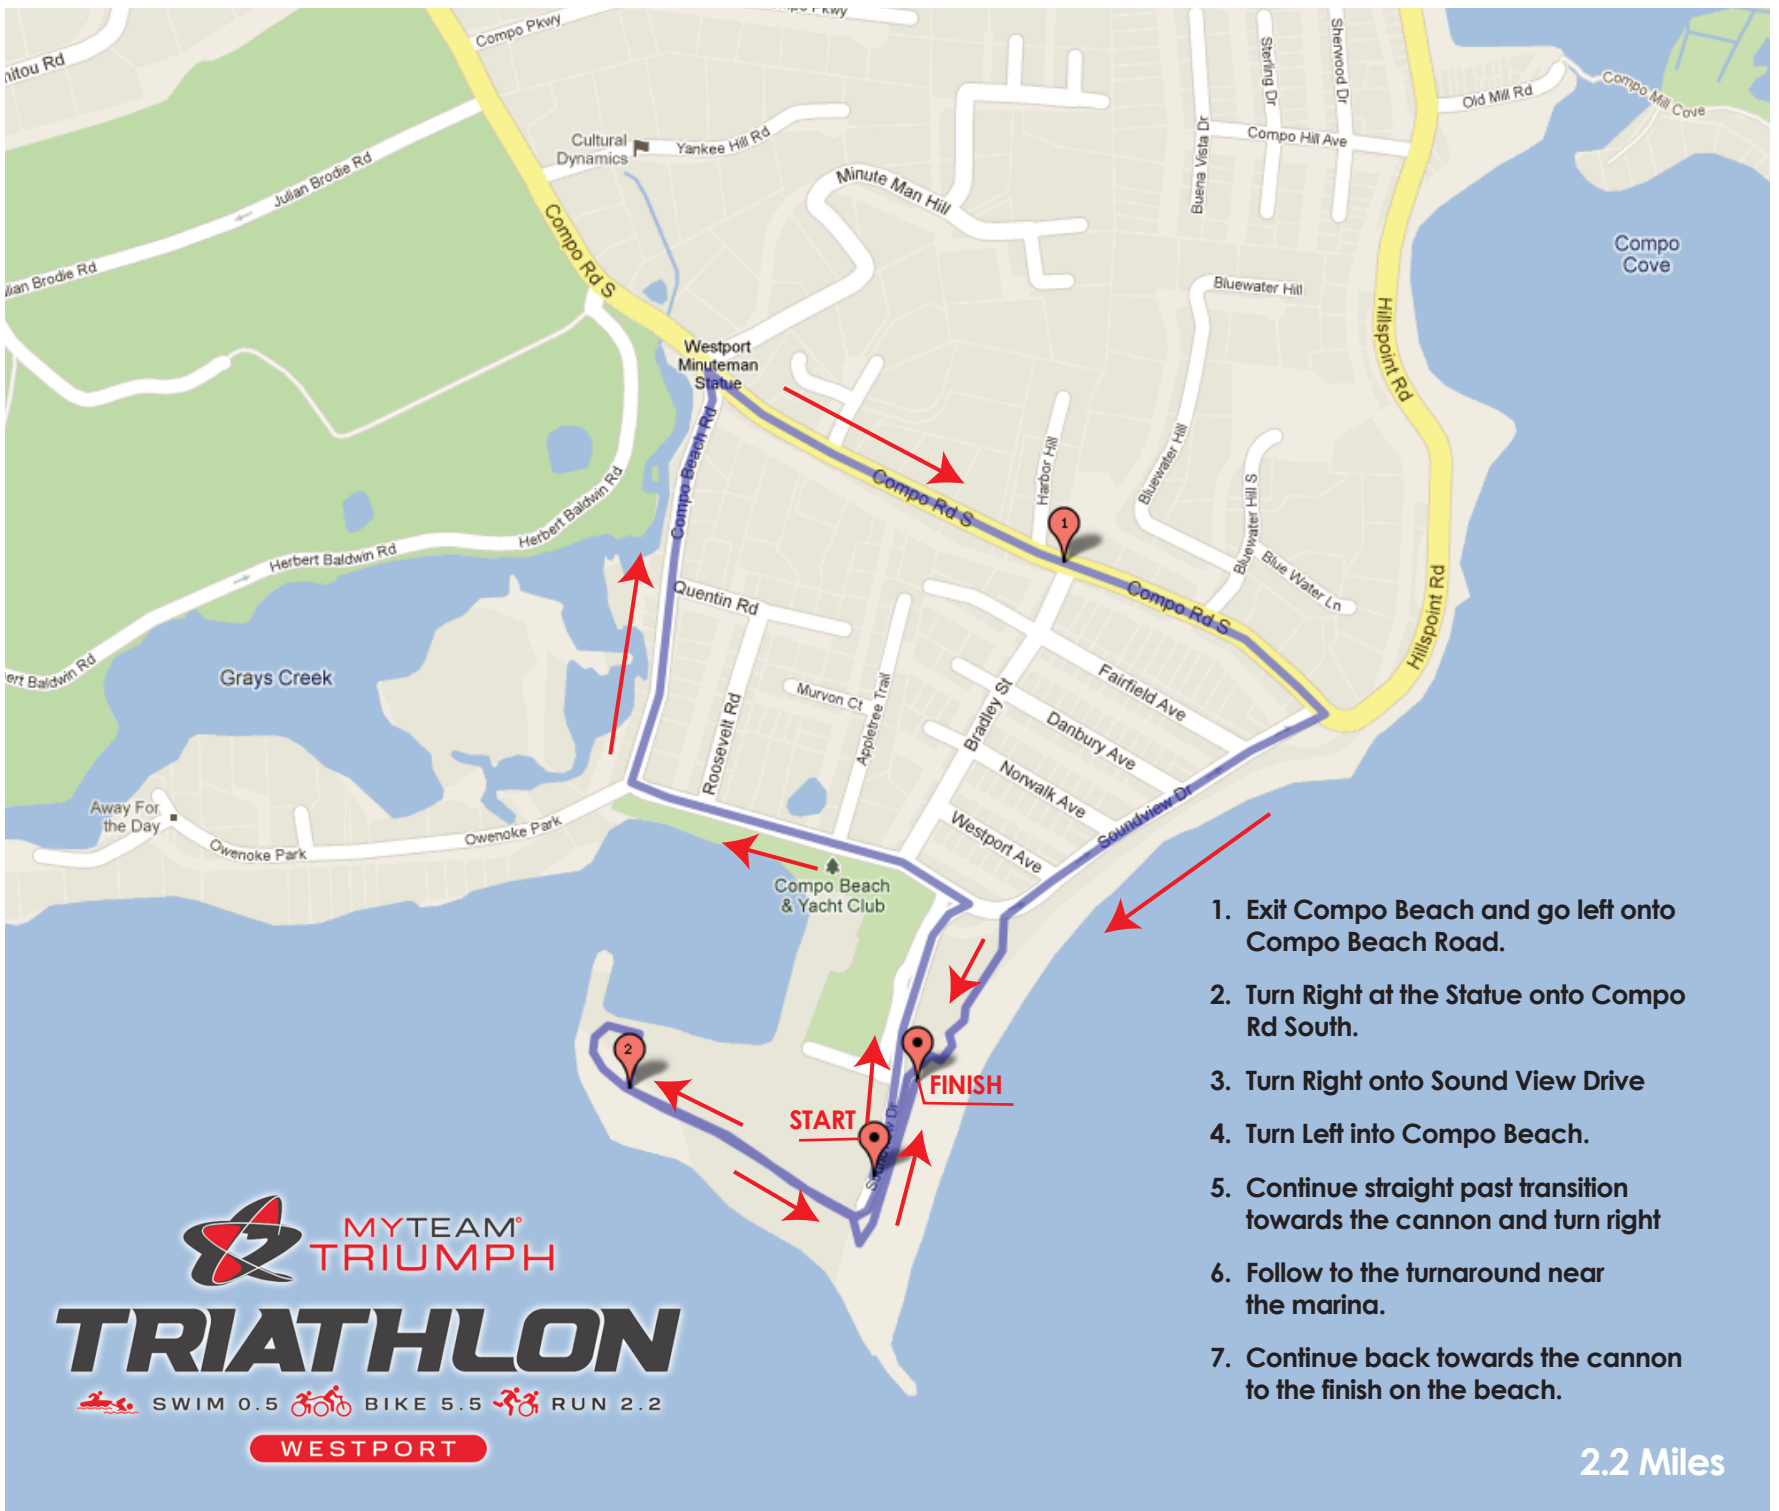 Compo Pkwy
Compo Pkwy
nitou Rd
Sterling Dr
Sherwood Dr
Old Mill Rd
Compo Mill Cove
Cultural
Dynamics
Yankee Hill Rd
Buena Vista Dr
Compo Hill Ave
Julian Brodie Rd
Minute Man Hill
Compo Rd S
Compo
Cove
lian Brodie Rd
Bluewater Hill
Hillspoint Rd
Westport
Minuteman
Statue
Compo Beach Rd
Harbor Hill
Bluewater Hill
Bluewater Hill S
Compo Rd S
1
Herbert Baldwin Rd
Herbert Baldwin Rd
Blue Water Ln
Quentin Rd
Compo Rd S
Hillspoint Rd
ert Baldwin Rd
Grays Creek
Murvon Ct
Appletree Trail
Roosevelt Rd
Bradley St
Fairfield Ave
Danbury Ave
Norwalk Ave
Westport Ave
Soundview Dr
Away For
the Day
Owenoke Park
Owenoke Park
Compo Beach
& Yacht Club
2
START
FINISH
Soundview Dr
1. Exit Compo Beach and go left onto
Compo Beach Road.
2. Turn Right at the Statue onto Compo
Rd South.
3. Turn Right onto Sound View Drive
4. Turn Left into Compo Beach.
5. Continue straight past transition
towards the cannon and turn right
6. Follow to the turnaround near
the marina.
7. Continue back towards the cannon
to the finish on the beach.
2.2 Miles
MYTEAM®
TRIUMPH
TRIATHLON
SWIM 0.5 BIKE 5.5 RUN 2.2
WESTPORT